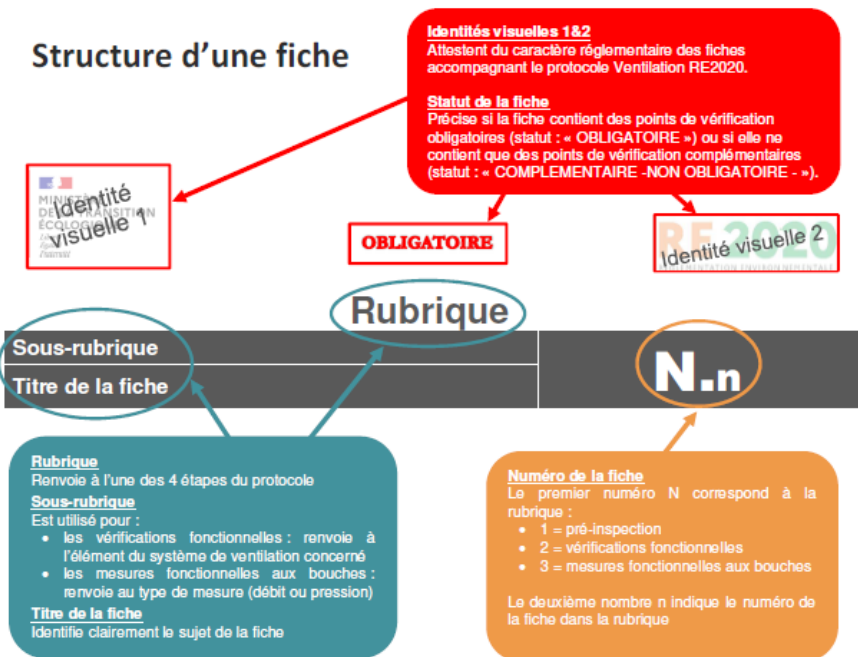 Structure d’une fiche
Identités visuelles 1&2
Attestent du caractère réglementaire des fiches
accompagnant le protocole Ventilation RE2020.
Statut de la fiche
Précise si la fiche contient des points de vérification
obligatoires (statut : « OBLIGATOIRE ») ou si elle ne
contient que des points de vérification complémentaires
(statut : « COMPLEMENTAIRE -NON OBLIGATOIRE - »).
MINISTÈRE
DE LA TRANSITION
ÉCOLOGIQUE
Identité
visuelle 1
OBLIGATOIRE
RE2020
Identité visuelle 2
RÉGLEMENTATION ENVIRONNEMENTALE
Rubrique
Sous-rubrique
Titre de la fiche
N.n
Rubrique
Renvoie à l’une des 4 étapes du protocole
Sous-rubrique
Est utilisé pour :
• les vérifications fonctionnelles : renvoie à
l’élément du système de ventilation concerné
• les mesures fonctionnelles aux bouches :
renvoie au type de mesure (débit ou pression)
Titre de la fiche
Identifie clairement le sujet de la fiche
Numéro de la fiche
Le premier numéro N correspond à la
rubrique :
• 1 = pré-inspection
• 2 = vérifications fonctionnelles
• 3 = mesures fonctionnelles aux bouches
Le deuxième nombre n indique le numéro de
la fiche dans la rubrique